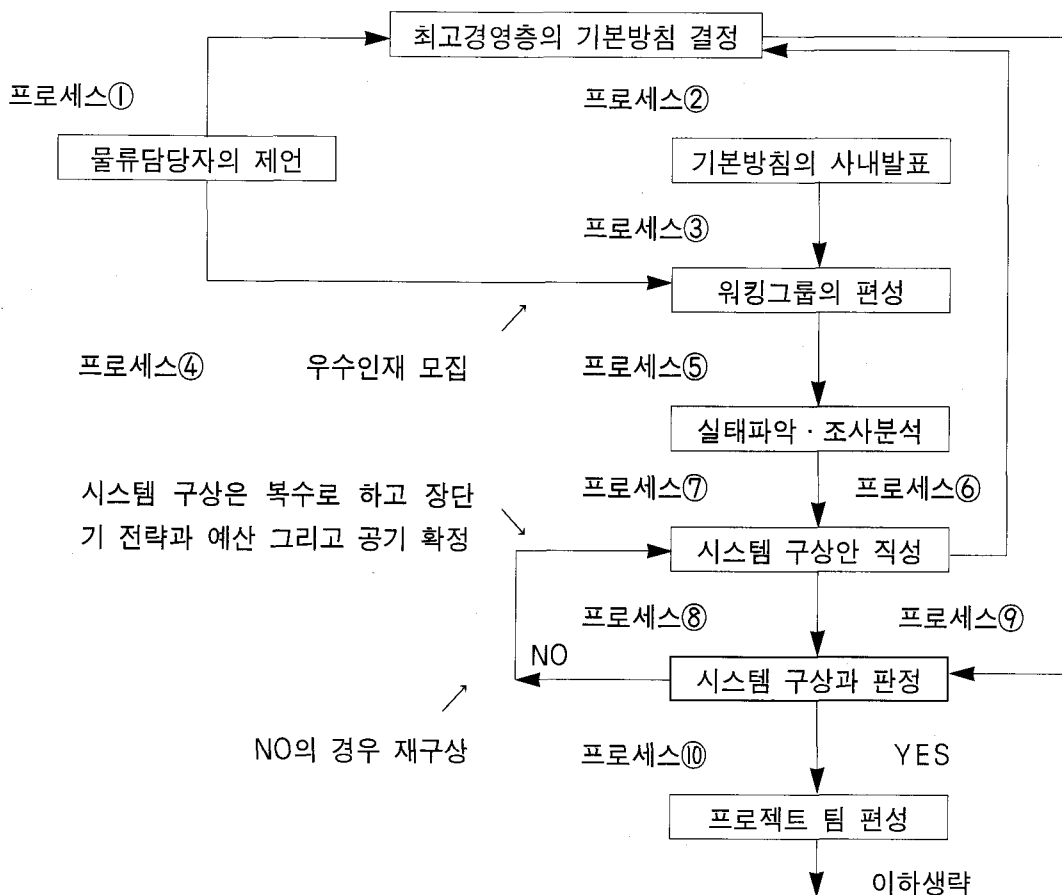 최고경영층의 기본방침 결정
프로세스①
프로세스②
물류담당자의 제언
기본방침의 사내발표
프로세스③
워킹그룹의 편성
프로세스④
우수인재 모집
프로세스⑤
실태파악·조사분석
시스템 구상은 복수로 하고 장단
기 전략과 예산 그리고 공기 확정
프로세스⑦
프로세스⑥
시스템 구상안 직성
프로세스⑧
프로세스⑨
NO
시스템 구상과 판정
NO의 경우 재구상
프로세스⑩
YES
프로젝트 팀 편성
이하생략